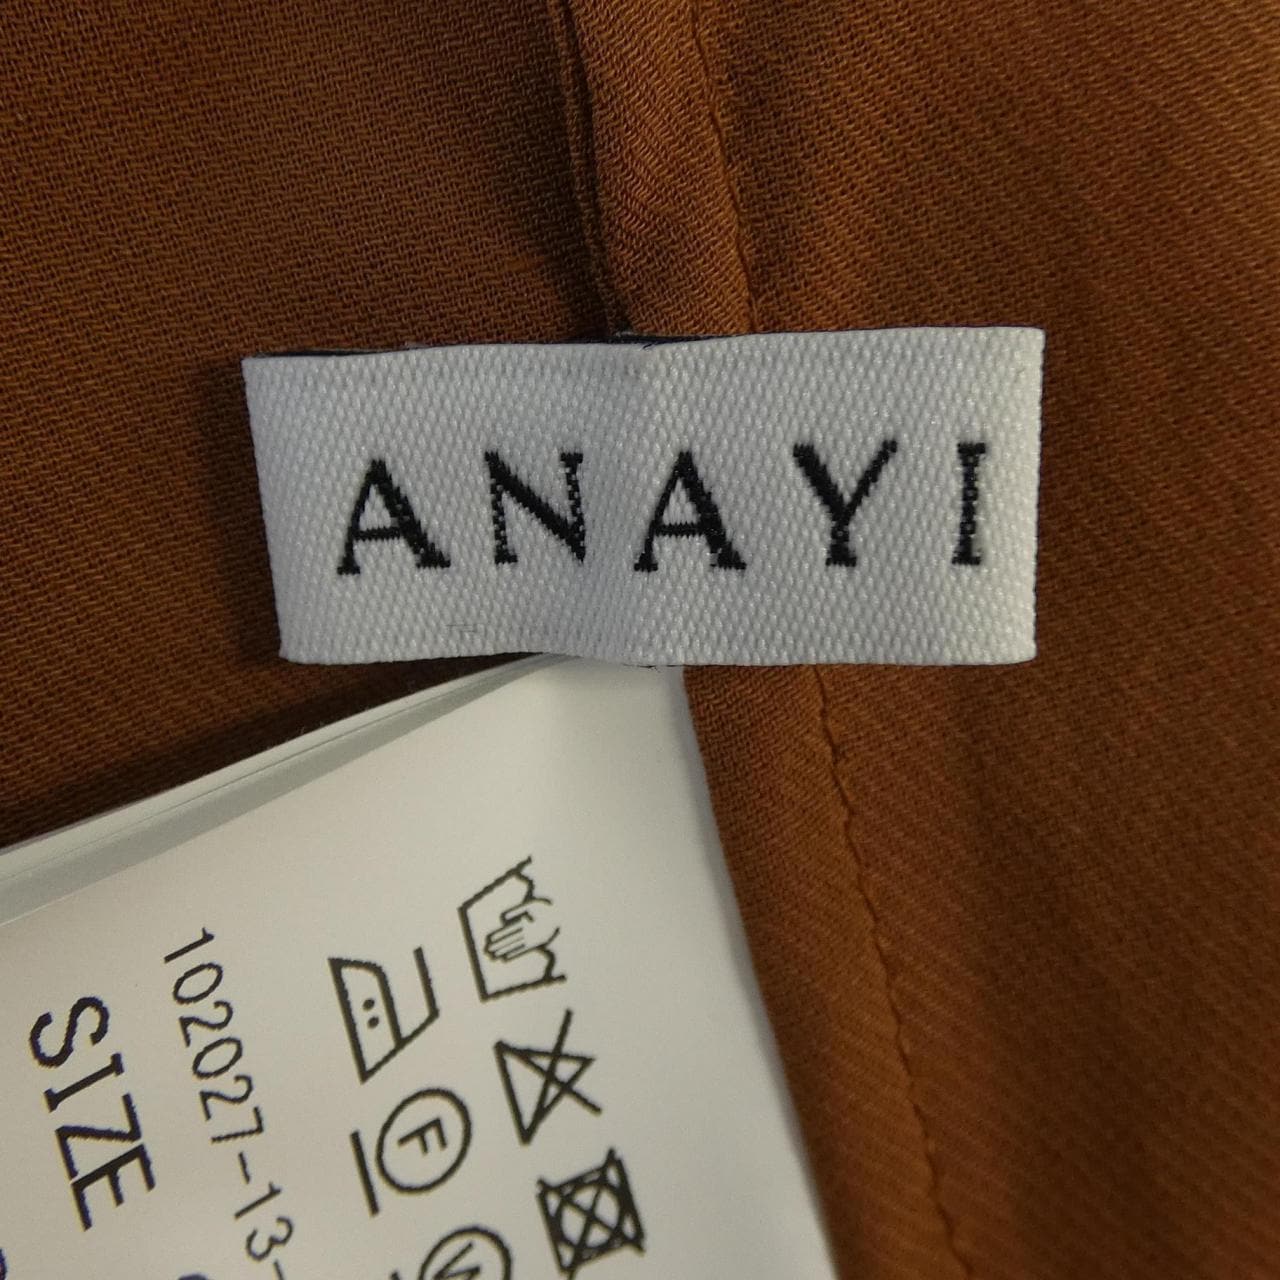 ANAYI
F
W
102027-13-
SIZE